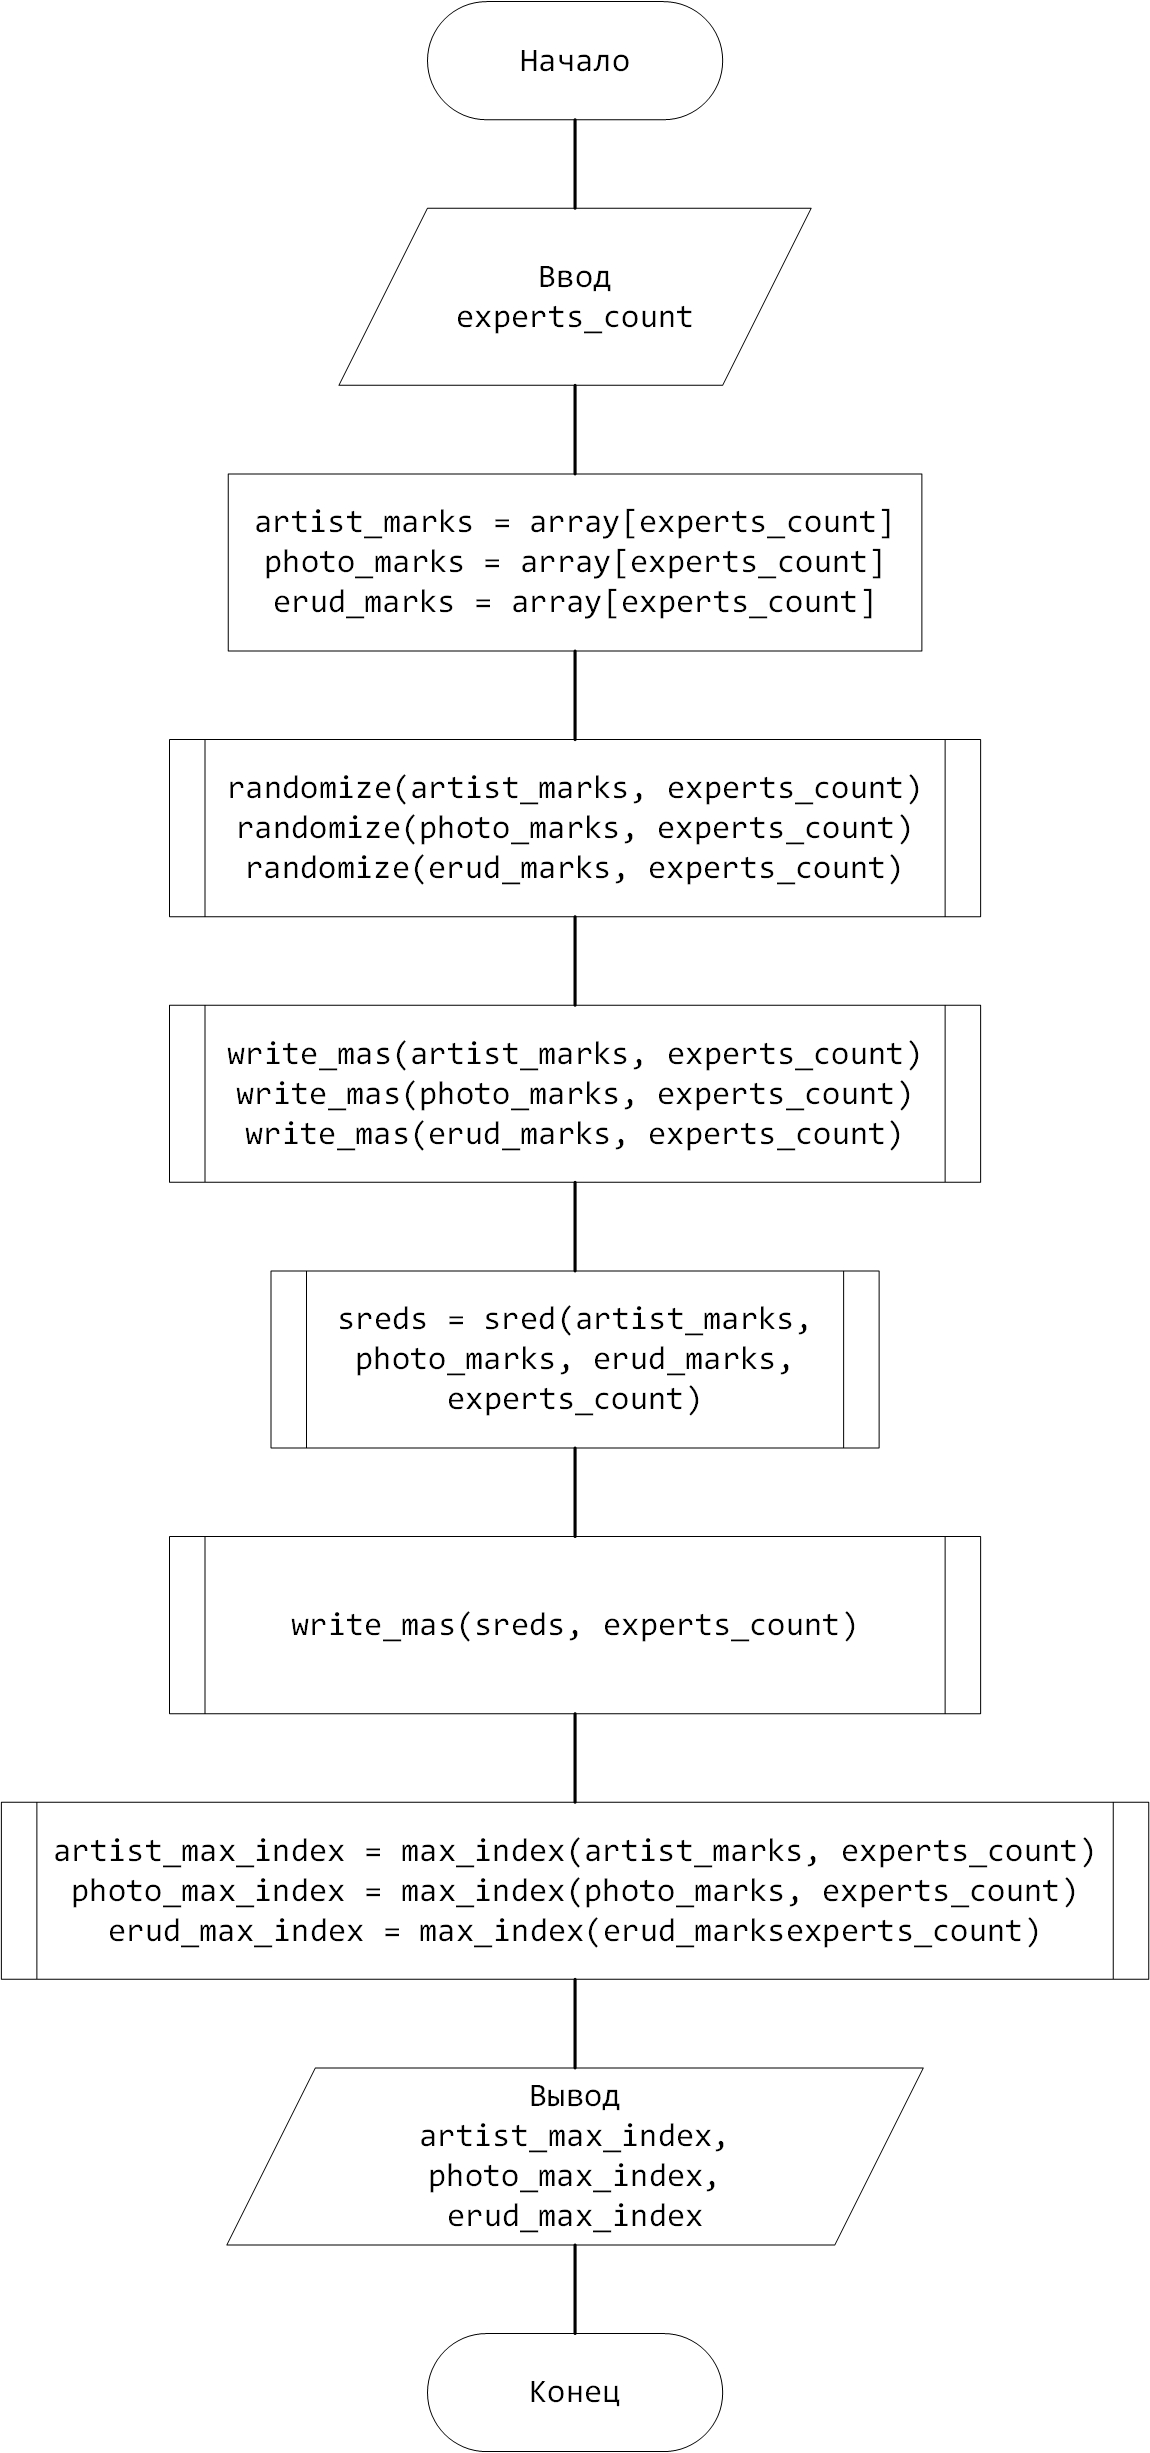 Начало
Ввод
experts_count
artist_marks = array[experts_count]
photo_marks = array[experts_count]
erud_marks = array[experts_count]
randomize(artist_marks, experts_count)
randomize(photo_marks, experts_count)
randomize(erud_marks, experts_count)
write_mas(artist_marks, experts_count)
write_mas(photo_marks, experts_count)
write_mas(erud_marks, experts_count)
sreds = sred(artist_marks,
photo_marks, erud_marks,
experts_count)
write_mas(sreds, experts_count)
artist_max_index = max_index(artist_marks, experts_count)
photo_max_index = max_index(photo_marks, experts_count)
erud_max_index = max_index(erud_marksexperts_count)
Вывод
artist_max_index,
photo_max_index,
erud_max_index
Конец